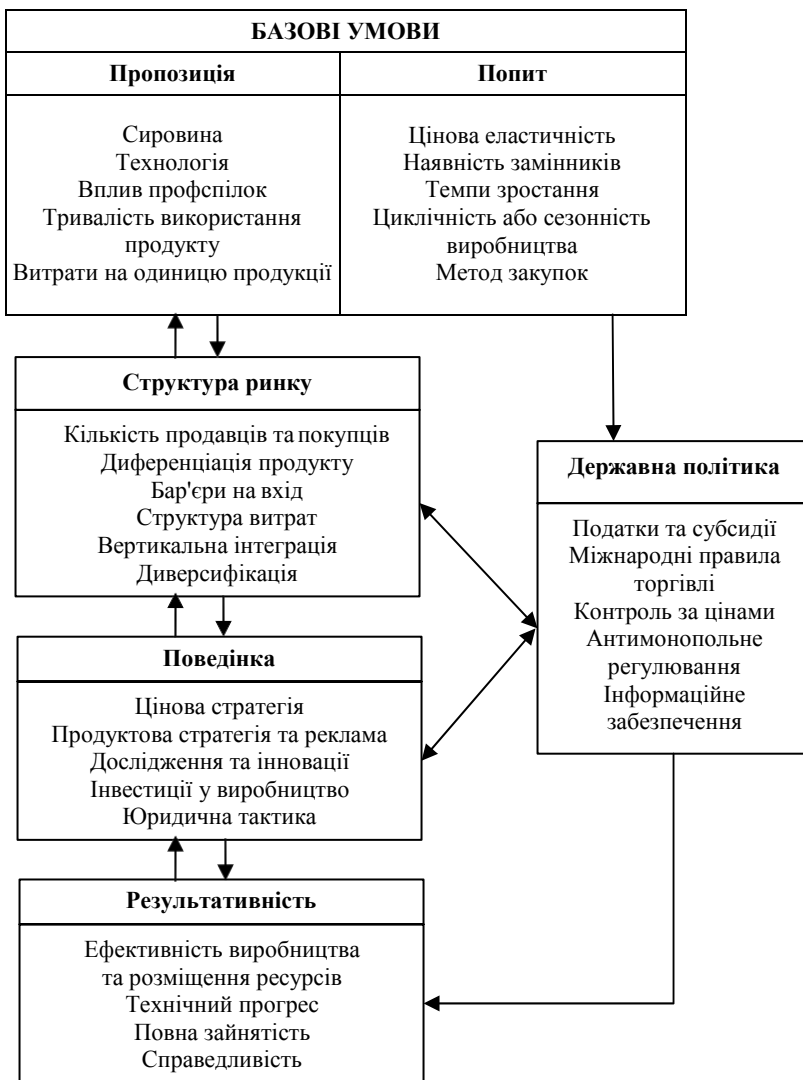 БАЗОВІ УМОВИ
Пропозиція
Сировина
Технологія
Вплив профспілок
Тривалість використання
продукту
Витрати на одиницю продукції
Попит
Цінова еластичність
Наявність замінників
Темпи зростання
Циклічність або сезонність
виробництва
Метод закупок
Структура ринку
Кількість продавців та покупців
Диференціація продукту
Бар'єри на вхід
Структура витрат
Вертикальна інтеграція
Диверсифікація
Державна політика
Податки та субсидії
Міжнародні правила
торгівлі
Контроль за цінами
Антимонопольне
регулювання
Інформаційне
забезпечення
Поведінка
Цінова стратегія
Продуктова стратегія та реклама
Дослідження та інновації
Інвестиції у виробництво
Юридична тактика
Результативність
Ефективність виробництва
та розміщення ресурсів
Технічний прогрес
Повна зайнятість
Справедливість